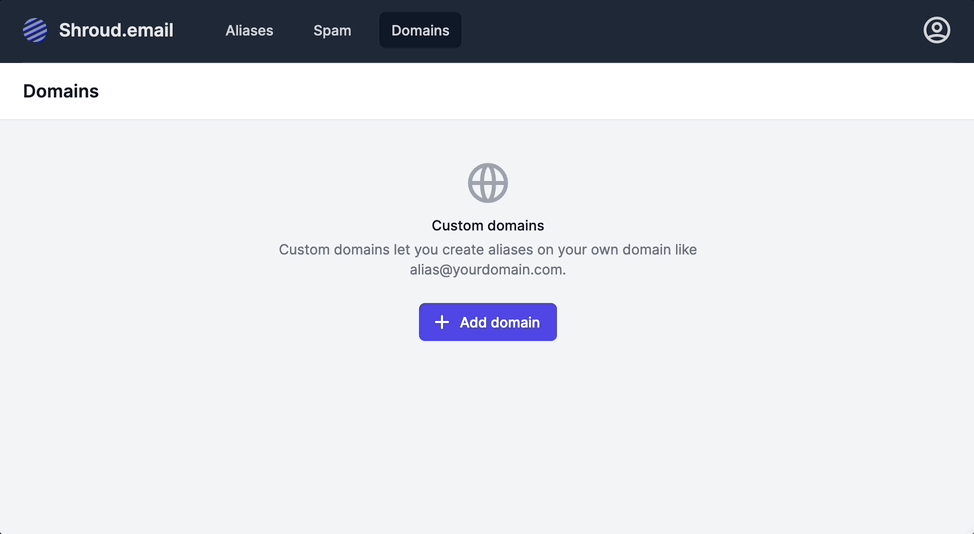 Shroud.email Aliases Spam Domains
Domains
Custom domains
Custom domains let you create aliases on your own domain like
alias@yourdomain.com.
Add domain